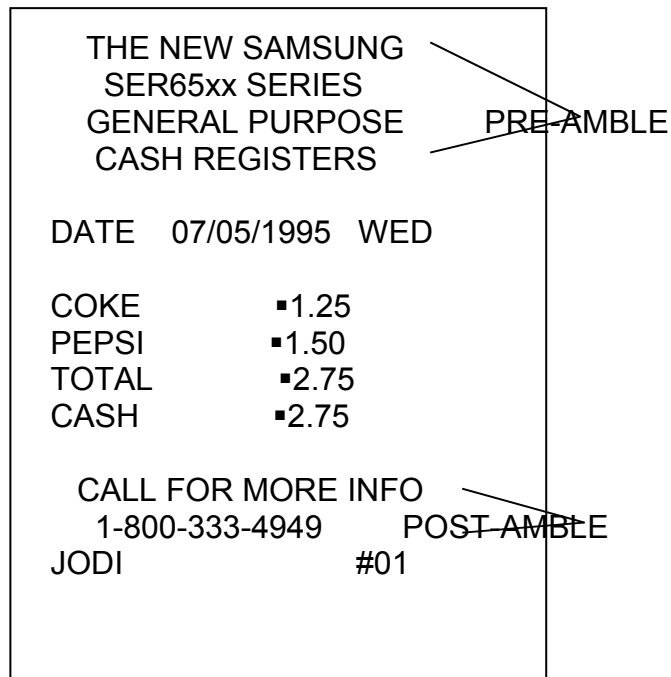 THE NEW SAMSUNG
SER65xx SERIES
GENERAL PURPOSE PRE-AMBLE
CASH REGISTERS
DATE 07/05/1995 WED
COKE ▪1.25
PEPSI ▪1.50
TOTAL ▪2.75
CASH ▪2.75
CALL FOR MORE INFO
1-800-333-4949 POST-AMBLE
JODI #01